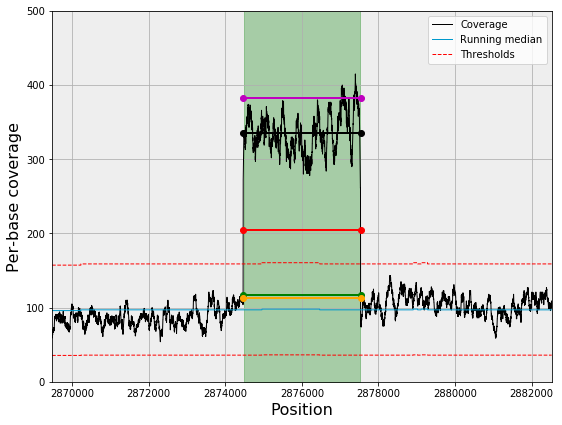 500
400
300
200
100
0
Per-base coverage
Coverage
Running median
Thresholds
2870000 2872000 2874000 2876000 2878000 2880000 2882000
Position